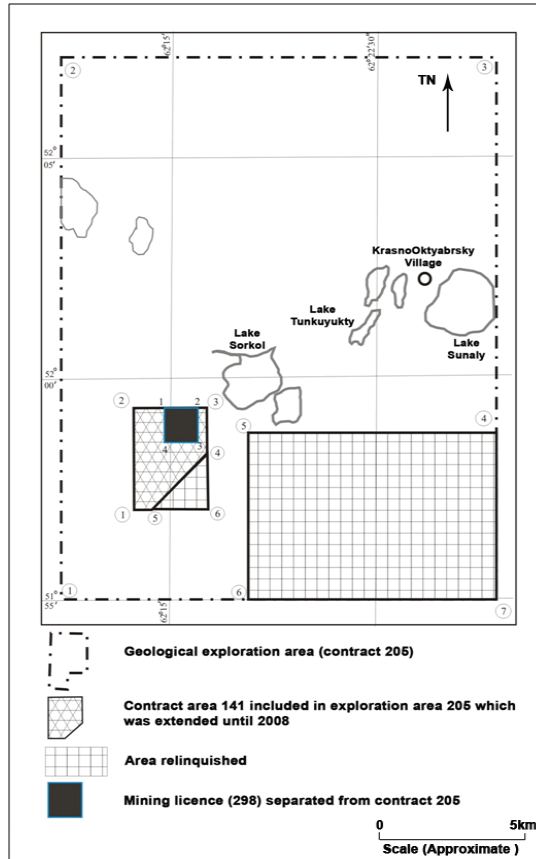 62°15'
62°22'30"
2
3
TN
52°
05'
KrasnoOktyabrsky
Village
Lake
Tunkuyukty
Lake
Sorkol
Lake
Sunaly
52°
00'
2
1
2
3
4
5
4
3
4
1
5
6
6
51°
55'
1
62°15'
7
Geological exploration area (contract 205)
Contract area 141 included in exploration area 205 which
was extended until 2008
Area relinquished
Mining licence (298) separated from contract 205
0
5km
Scale (Approximate )